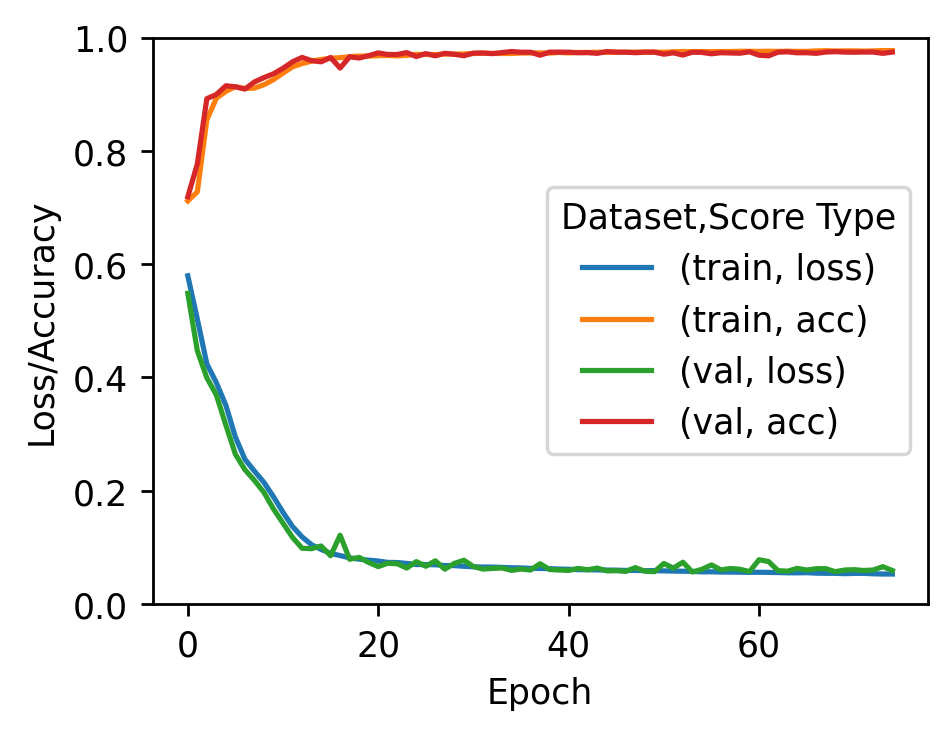 1.0
0.8
0.6
0.4
0.2
0.0
Loss/Accuracy
0 20 40 60
Epoch
Dataset,Score Type
(train, loss)
(train, acc)
(val, loss)
(val, acc)